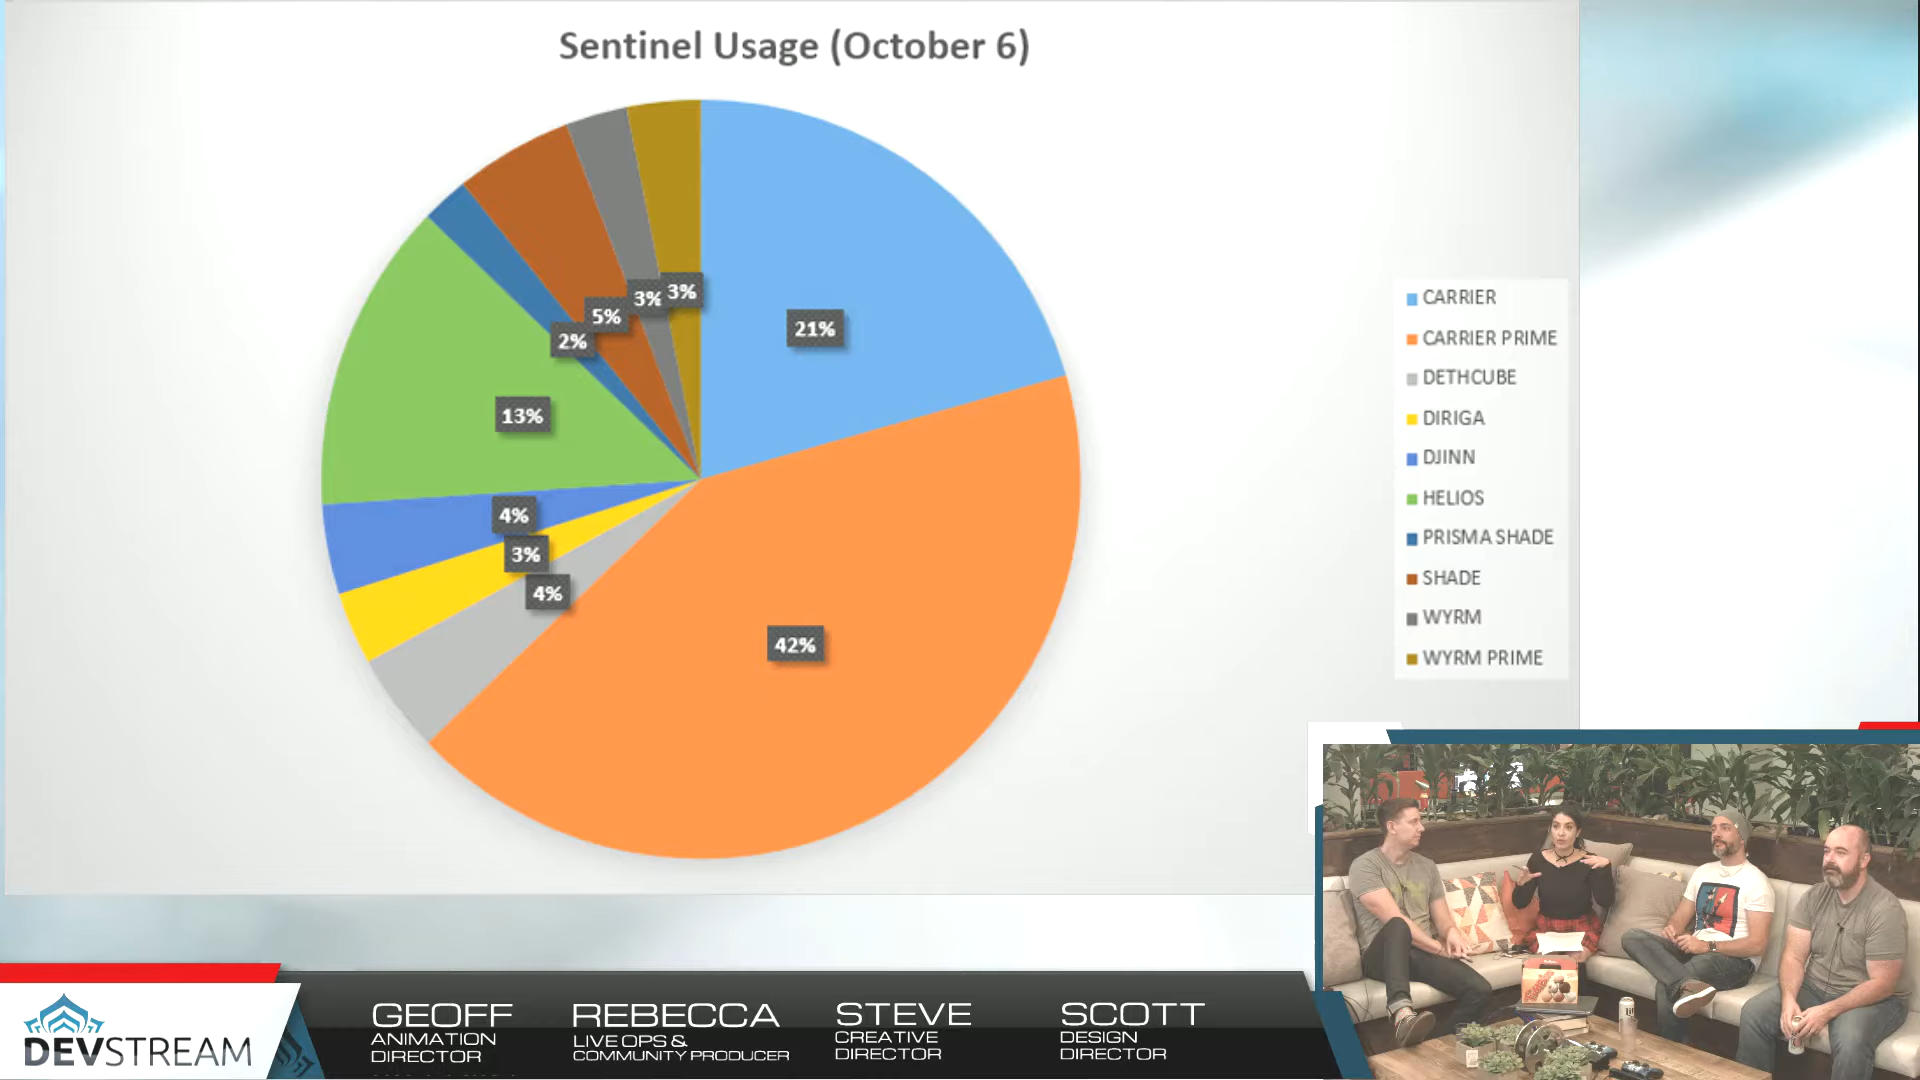 Sentinel Usage (October 6)
3%
3%
5%
21%
2%
13%
4%
3%
4%
42%
CARRIER
CARRIER PRIME
DETHCUBE
DIRIGA
DJINN
HELIOS
PRISMA SHADE
SHADE
WYRM
WYRM PRIME
DEVSTREAM
GEOFF
ANIMATION
DIRECTOR
REBECCA
LIVE OPS &
COMMUNITY PRODUCER
STEVE
CREATIVE
DIRECTOR
SCOTT
DESIGN
DIRECTOR